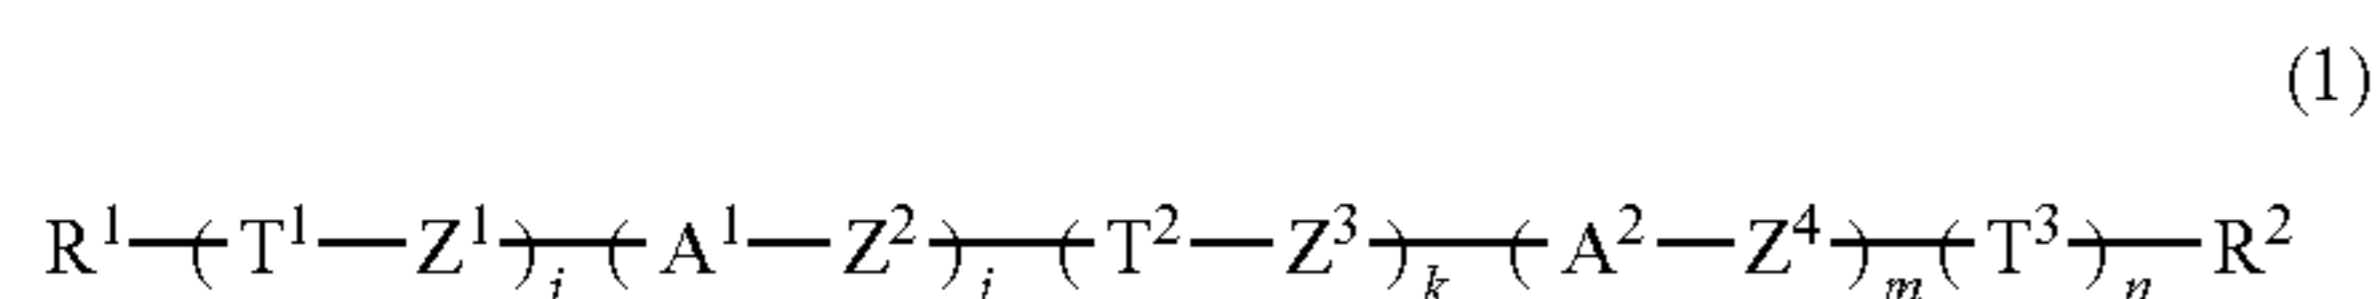 (1)
R¹—(T¹—Z¹)—(A¹—Z²)—(T²—Z³)ₖ—(A²—Z⁴)ₘ—(T³)ₙ—R²